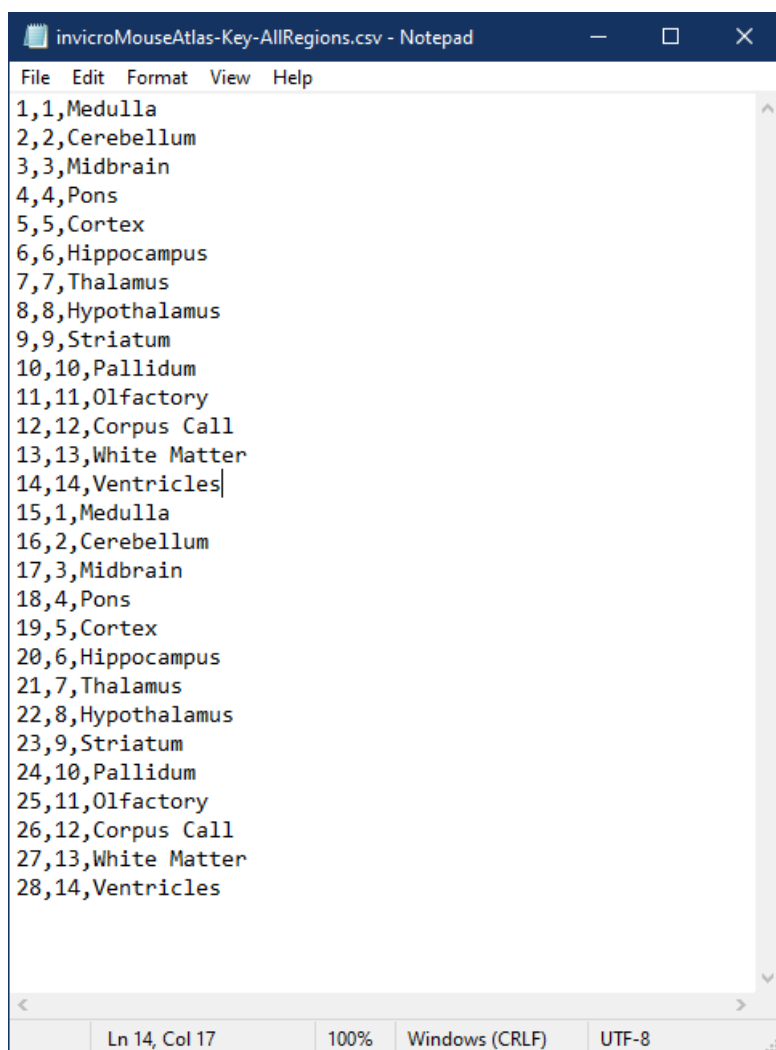 invicroMouseAtlas-Key-AllRegions.csv - Notepad
File Edit Format View Help
1,1,Medulla
2,2,Cerebellum
3,3,Midbrain
4,4,Pons
5,5,Cortex
6,6,Hippocampus
7,7,Thalamus
8,8,Hypothalamus
9,9,Striatum
10,10,Pallidum
11,11,Olfactory
12,12,Corpus Call
13,13,White Matter
14,14,Ventricles
15,1,Medulla
16,2,Cerebellum
17,3,Midbrain
18,4,Pons
19,5,Cortex
20,6,Hippocampus
21,7,Thalamus
22,8,Hypothalamus
23,9,Striatum
24,10,Pallidum
25,11,Olfactory
26,12,Corpus Call
27,13,White Matter
28,14,Ventricles
Ln 14, Col 17 100% Windows (CRLF) UTF-8